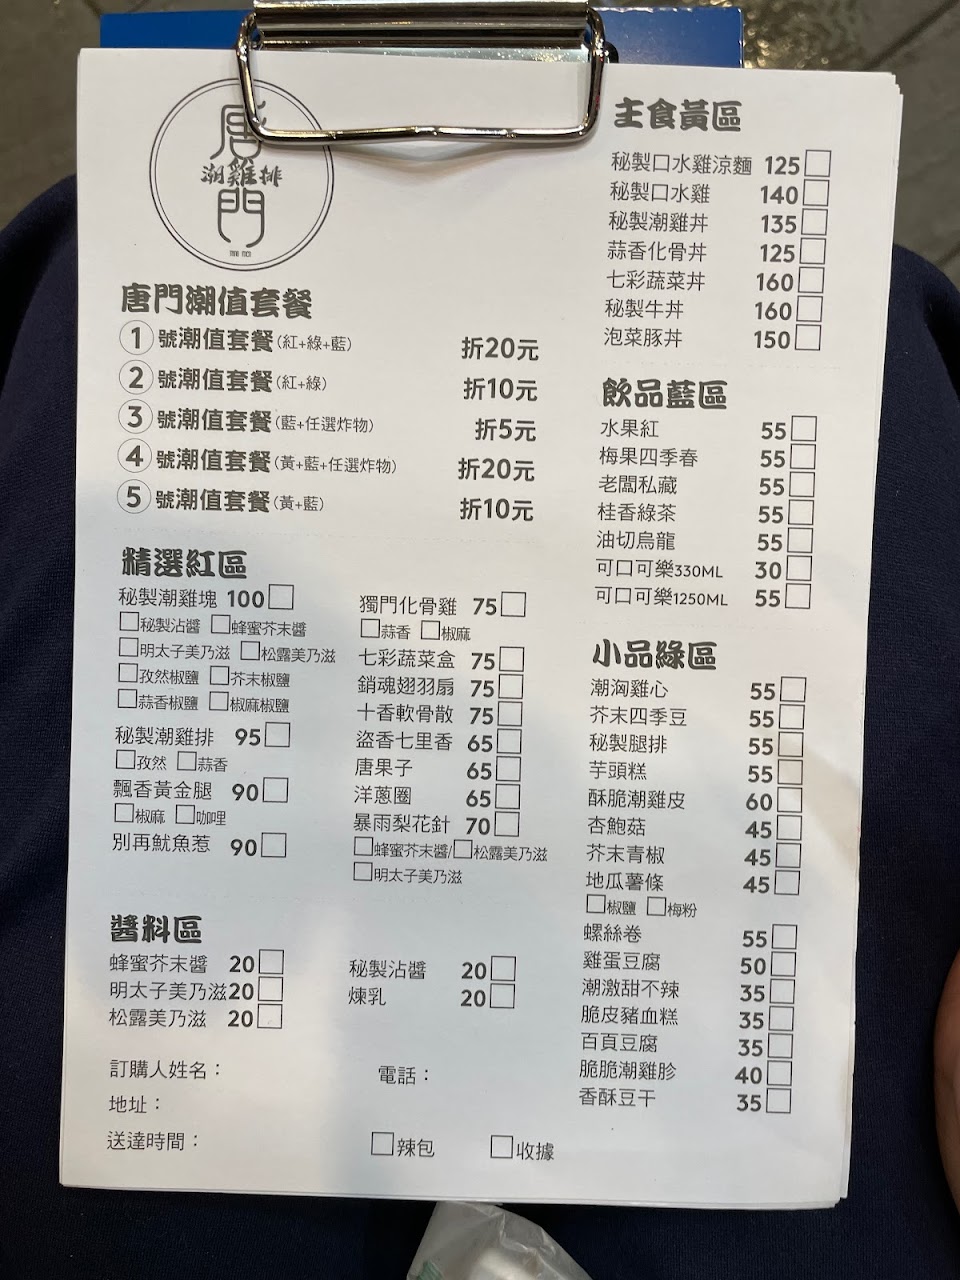 唐
潮雞排
門
唐門潮值套餐
1 號潮值套餐(紅+綠+藍) 折20元
2 號潮值套餐(紅+綠) 折10元
3 號潮值套餐(藍+任選炸物) 折5元
4 號潮值套餐(黃+藍+任選炸物) 折20元
5 號潮值套餐(黃+藍) 折10元
精選紅區
秘製潮雞塊 100□
□秘製沾醬 □蜂蜜芥末醬
□明太子美乃滋 □松露美乃滋
□孜然椒鹽 □芥末椒鹽
□蒜香椒鹽 □椒麻椒鹽
秘製潮雞排 95□
□孜然 □蒜香
飄香黃金腿 90□
□椒麻 □咖哩
別再魷魚惹 90□
獨門化骨雞 75□
□蒜香 □椒麻
七彩蔬菜盒 75□
銷魂翅羽扇 75□
十香軟骨散 75□
盜香七里香 65□
唐果子 65□
洋蔥圈 65□
暴雨梨花針 70□
□蜂蜜芥末醬/□松露美乃滋
□明太子美乃滋
醬料區
蜂蜜芥末醬 20□
明太子美乃滋20□
松露美乃滋 20□
秘製沾醬 20□
煉乳 20□
主食黃區
秘製口水雞涼麵 125□
秘製口水雞 140□
秘製潮雞丼 135□
蒜香化骨丼 125□
七彩蔬菜丼 160□
秘製牛丼 160□
泡菜豚丼 150□
飲品藍區
水果紅 55□
梅果四季春 55□
老闆私藏 55□
桂香綠茶 55□
油切烏龍 55□
可口可樂330ML 30□
可口可樂1250ML 55□
小品綠區
潮洶雞心 55□
芥末四季豆 55□
秘製腿排 55□
芋頭糕 55□
酥脆潮雞皮 60□
杏鮑菇 45□
芥末青椒 45□
地瓜薯條 45□
□椒鹽 □梅粉
螺絲卷 55□
雞蛋豆腐 50□
潮激甜不辣 35□
脆皮豬血糕 35□
百頁豆腐 35□
脆脆潮雞胗 40□
香酥豆干 35□
訂購人姓名：
電話：
地址：
送達時間：
□辣包 □收據